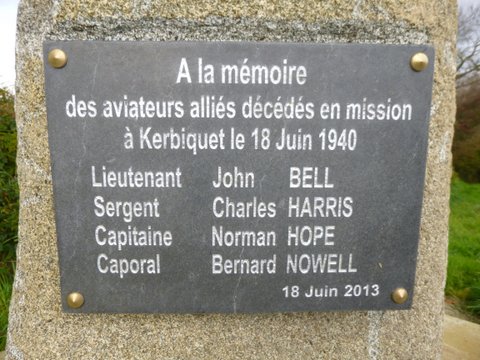 A la mémoire
des aviateurs alliés décédés en mission
à Kerbiquet le 18 Juin 1940
Lieutenant John BELL
Sergent Charles HARRIS
Capitaine Norman HOPE
Caporal Bernard NOWELL
18 Juin 2013